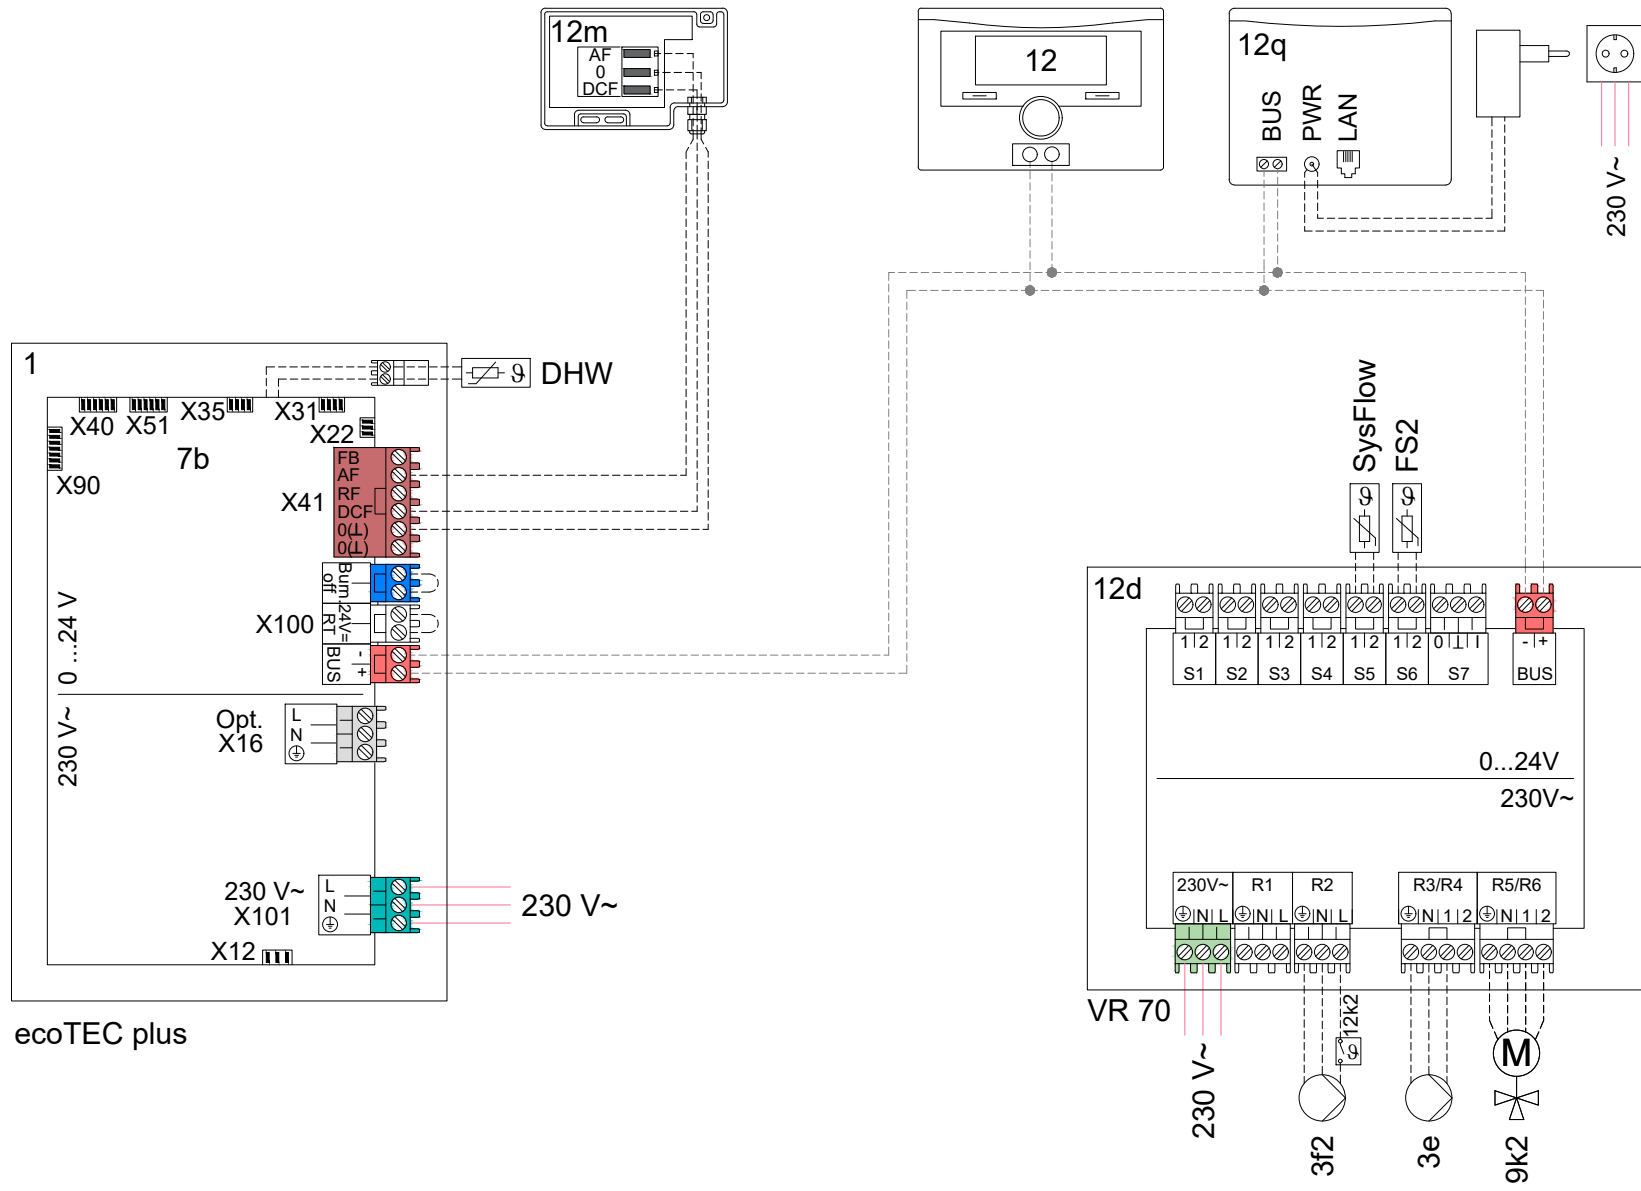 12m
AF
0
DCF
12
12q
BUS
PWR
LAN
230 V~
1
DHW
X40
X51
X35
X31
X22
7b
X90
X41
FB
AF
RF
DCF
0(⊥)
0(⊥)
Burn. off
24V= RT
X100
BUS
-
+
0 ...24 V
230 V~
Opt.
X16
L
N
230 V~
X101
L
N
230 V~
X12
ecoTEC plus
SysFlow
FS2
12d
1 2
1 2
1 2
1 2
1 2
1 2
0 ⊥ I
- +
S1
S2
S3
S4
S5
S6
S7
BUS
0...24V
230V~
230V~
R1
R2
R3/R4
R5/R6
N L
N L
N L
N 1 2
N 1 2
VR 70
12k2
230 V~
3f2
3e
M
9k2